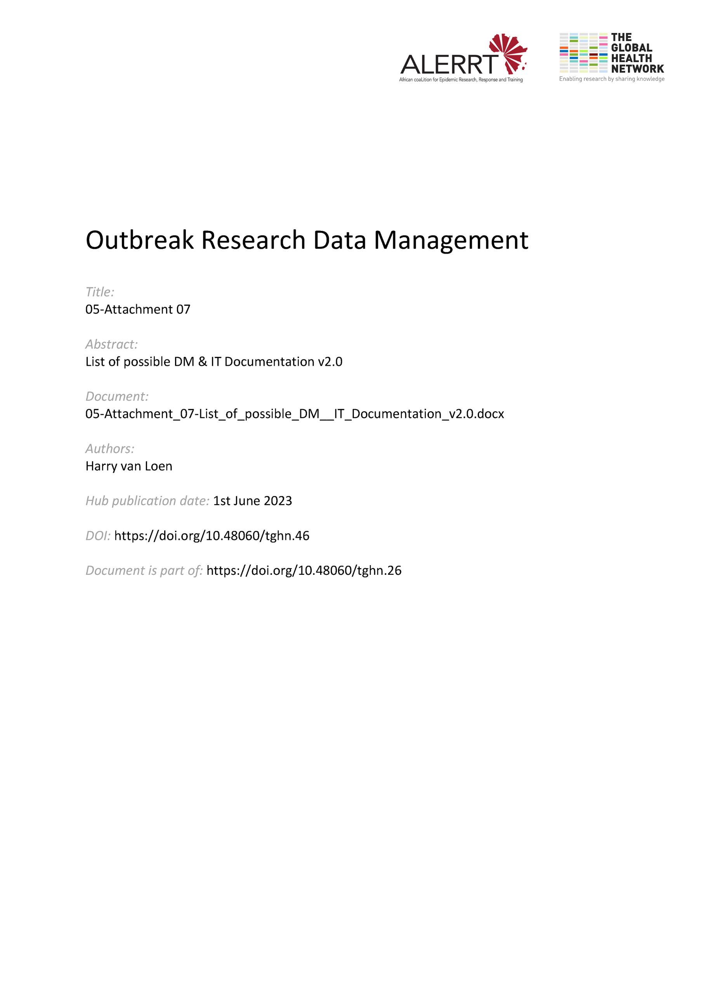 ALERRT
African coaLition for Epidemic Research, Response and Training
THE
GLOBAL
HEALTH
NETWORK
Enabling research by sharing knowledge
Outbreak Research Data Management
Title:
05-Attachment 07
Abstract:
List of possible DM & IT Documentation v2.0
Document:
05-Attachment_07-List_of_possible_DM__IT_Documentation_v2.0.docx
Authors:
Harry van Loen
Hub publication date: 1st June 2023
DOI: https://doi.org/10.48060/tghn.46
Document is part of: https://doi.org/10.48060/tghn.26